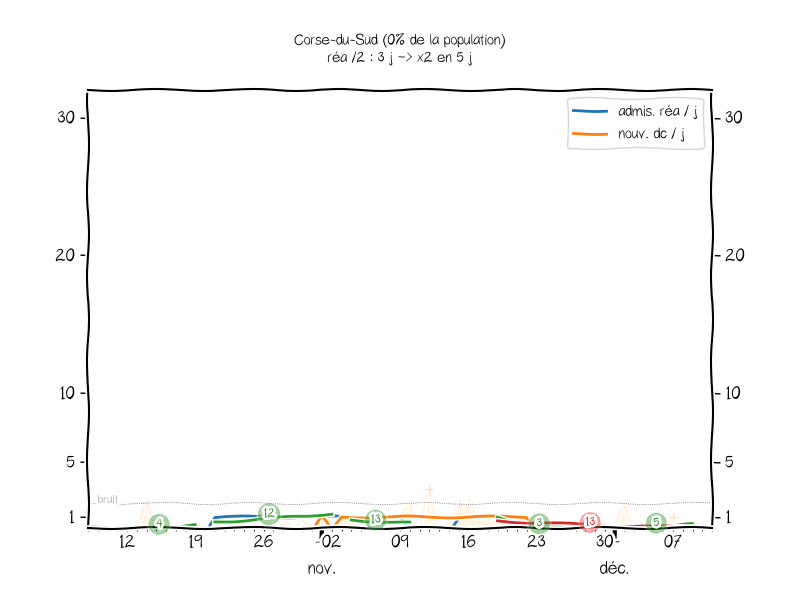 Corse-du-Sud (0% de la population)
réa /2 : 3 j -> x2 en 5 j
admis. réa / j
nouv. dc / j
30 30
20 20
10 10
5 5
bruit
1 1
4 12 13 3 13 5
12 19 26 02 09 16 23 30 07
nov. déc.